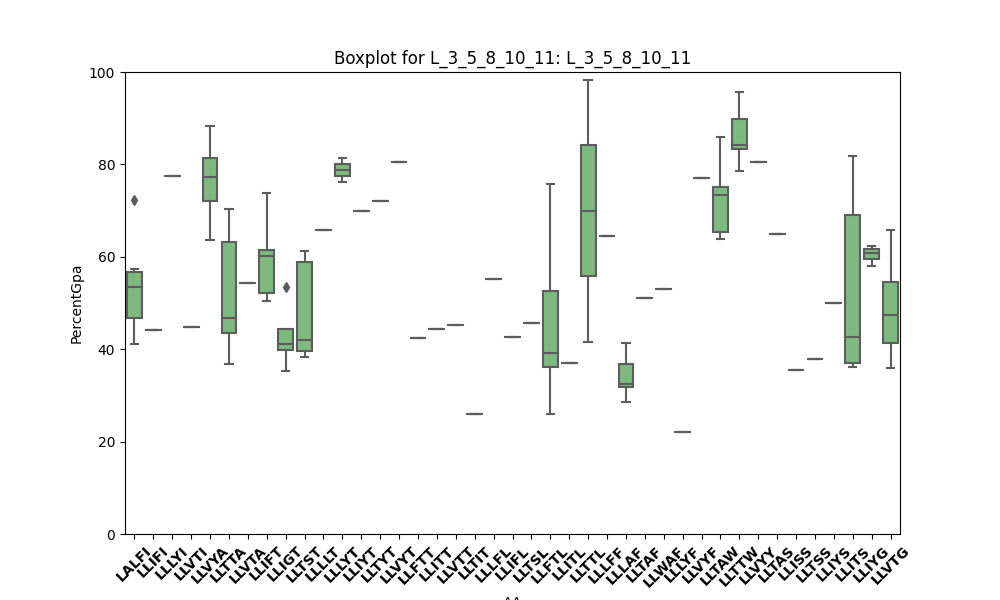 Boxplot for L_3_5_8_10_11: L_3_5_8_10_11
PercentGpa
100
80
60
40
20
0
LALFI
LLIFI
LLLYI
LLVTI
LLVYA
LLTTA
LLVTA
LLIFT
LLIGT
LLTST
LLLLT
LLLYT
LLIYT
LLTYT
LLVYT
LLFTT
LLITT
LLVTT
LLTIT
LLLFL
LLIFL
LLTSL
LLFTL
LLITL
LLTTL
LLLFF
LLLAF
LLTAF
LLWAF
LLLYF
LLVYF
LLTAW
LLTTW
LLVYY
LLTAS
LLISS
LLTSS
LLIYS
LLITS
LLIYG
LLVTG